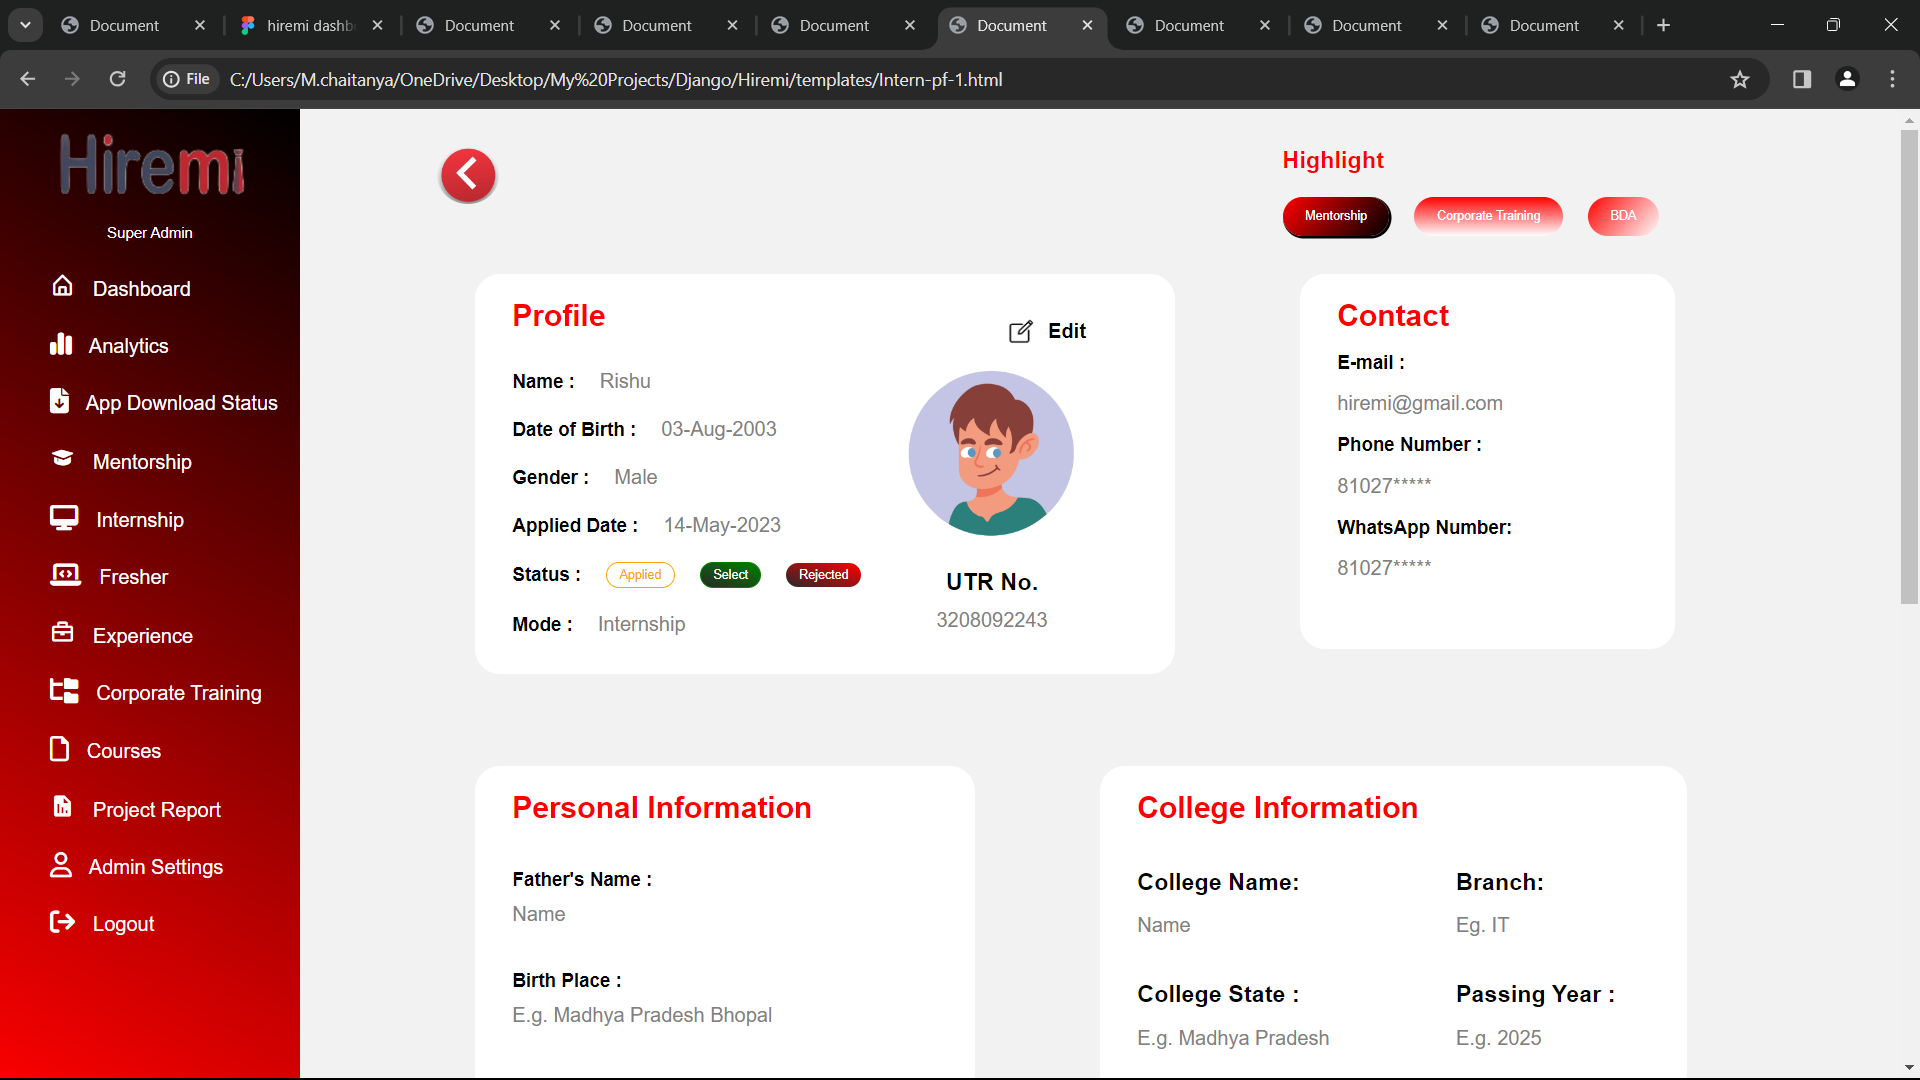 Document
hiremi dashb
Document
Document
Document
Document
Document
Document
Document
File
C:/Users/M.chaitanya/OneDrive/Desktop/My%20Projects/Django/Hiremi/templates/Intern-pf-1.html
Hiremi
Super Admin
Dashboard
Analytics
App Download Status
Mentorship
Internship
Fresher
Experience
Corporate Training
Courses
Project Report
Admin Settings
Logout
Highlight
Mentorship
Corporate Training
BDA
Profile
Edit
Name : Rishu
Date of Birth : 03-Aug-2003
Gender : Male
Applied Date : 14-May-2023
Status : Applied Select Rejected
Mode : Internship
UTR No.
3208092243
Contact
E-mail :
hiremi@gmail.com
Phone Number :
81027*****
WhatsApp Number:
81027*****
Personal Information
Father's Name :
Name
Birth Place :
E.g. Madhya Pradesh Bhopal
College Information
College Name: Branch:
Name Eg. IT
College State : Passing Year :
E.g. Madhya Pradesh E.g. 2025